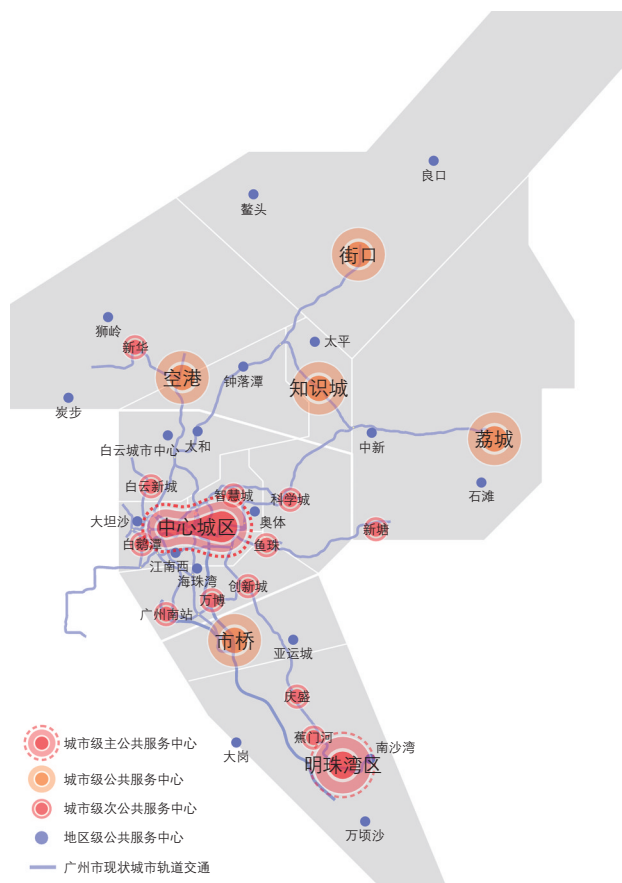 良口
鳌头
街口
狮岭
新华
太平
空港
钟落潭
知识城
炭步
太和
白云城市中心
中新
荔城
白云新城
智慧城
科学城
石滩
大坦沙
中心城区
奥体
新塘
白鹅潭
鱼珠
江南西
海珠湾
创新城
万博
广州南站
市桥
亚运城
庆盛
蕉门河
大岗
南沙湾
明珠湾区
万顷沙
城市级主公共服务中心
城市级公共服务中心
城市级次公共服务中心
地区级公共服务中心
广州市现状城市轨道交通